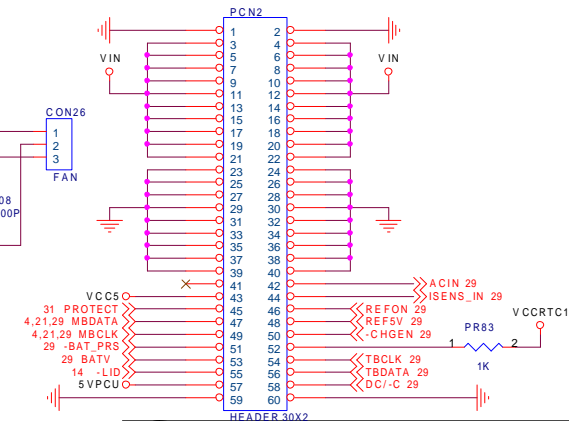 PCN2
1 2
3 4
VIN 5 6 VIN
7 8
9 10
11 12
13 14
CON26 15 16
1 17 18
2 19 20
3 21 22
FAN 23 24
25 26
08 27 28
00P 29 30
31 32
33 34
35 36
37 38
39 40
41 42 ACIN 29
VCC5 43 44 ISENS_IN 29
31 PROTECT 45 46 REFON 29 VCCRTC1
4,21,29 MBDATA 47 48 REF5V 29
4,21,29 MBCLK 49 50 -CHGEN 29 PR83
29 -BAT_PRS 51 52 1 2
29 BATV 53 54 TBCLK 29 1K
14 -LID 55 56 TBDATA 29
5VPCU 57 58 DC/-C 29
59 60
HEADER 30X2